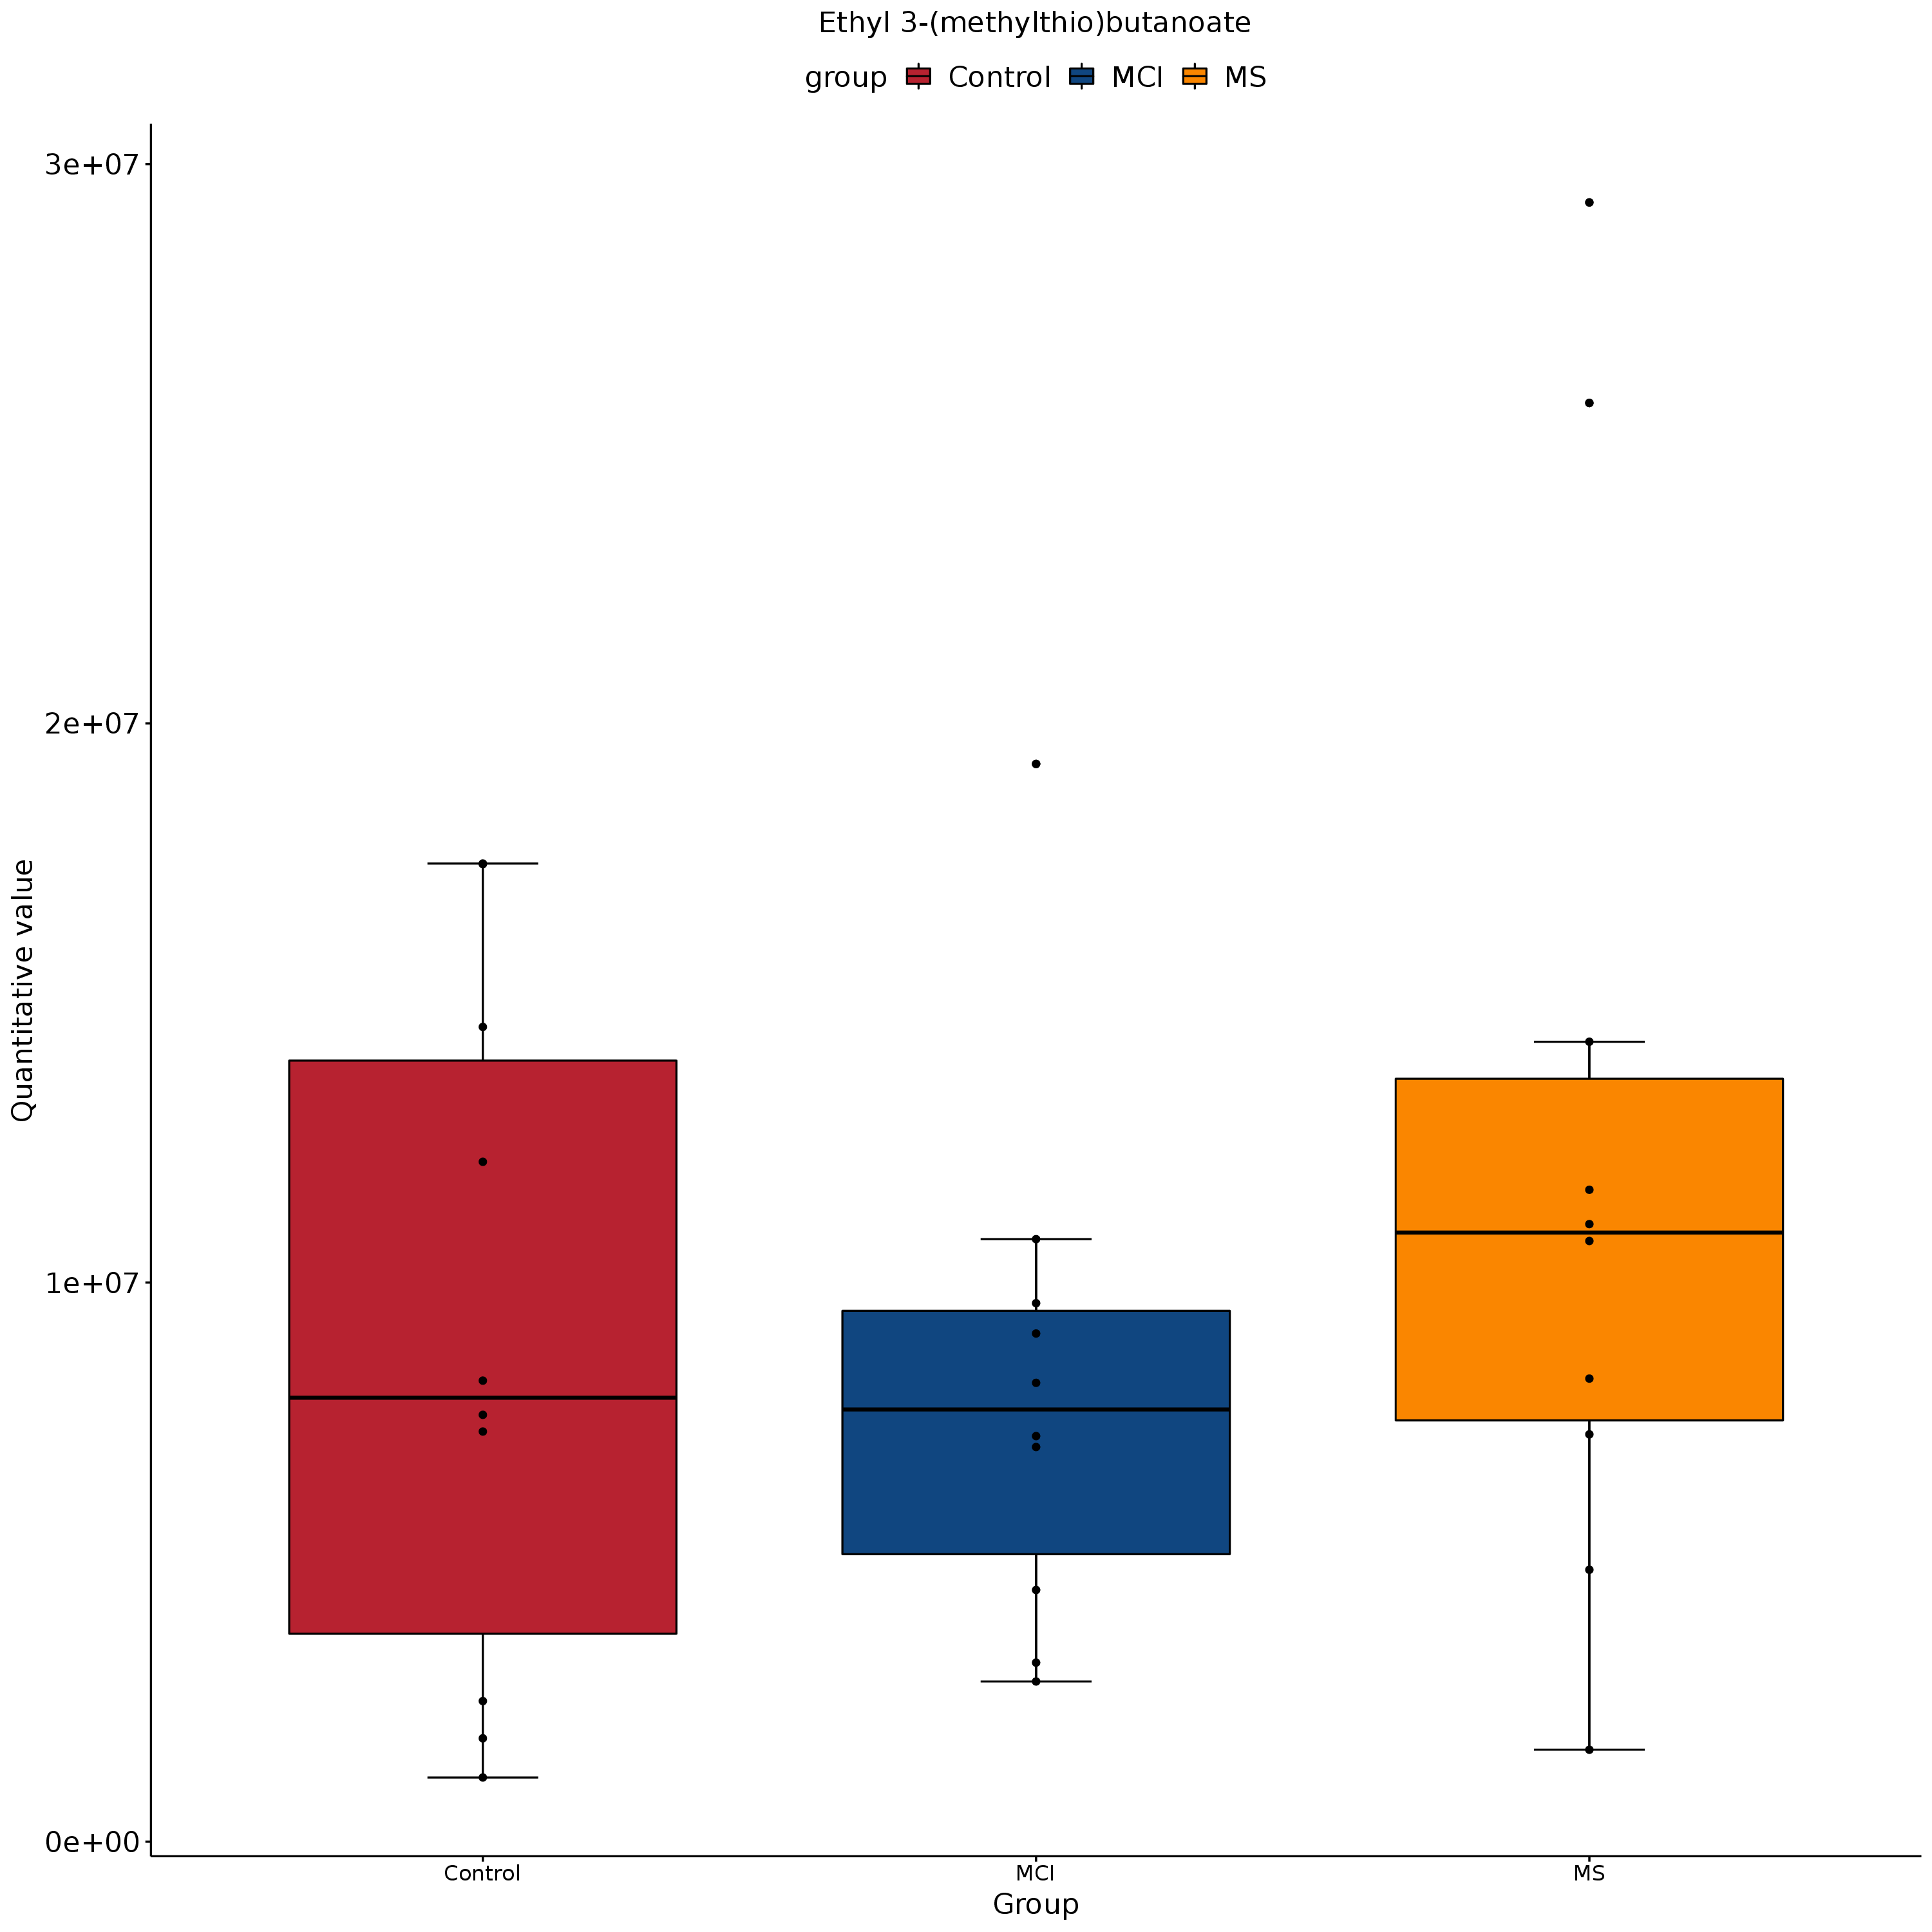 Ethyl 3-(methylthio)butanoate
group Control MCI MS
3e+07
2e+07
1e+07
0e+00
Quantitative value
Control MCI MS
Group